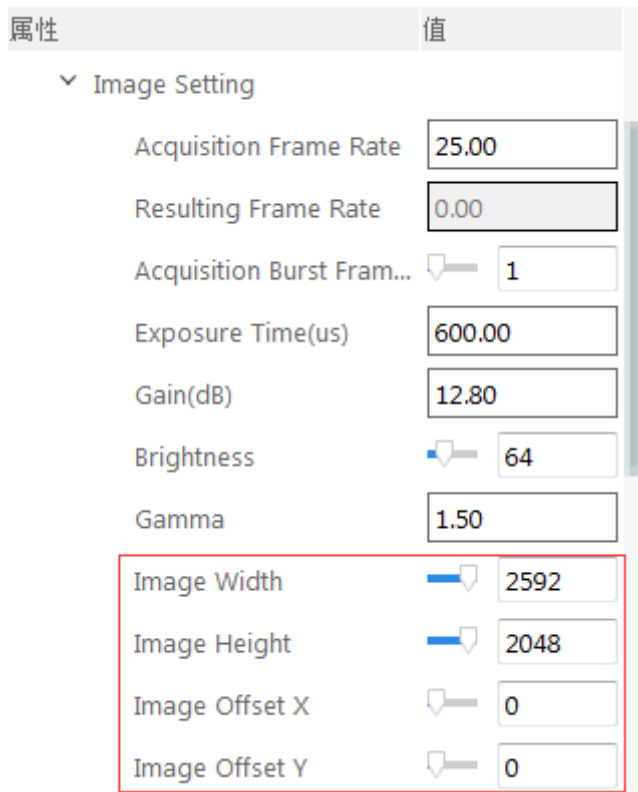 属性 值
Image Setting
Acquisition Frame Rate 25.00
Resulting Frame Rate 0.00
Acquisition Burst Fram... 1
Exposure Time(us) 600.00
Gain(dB) 12.80
Brightness 64
Gamma 1.50
Image Width 2592
Image Height 2048
Image Offset X 0
Image Offset Y 0